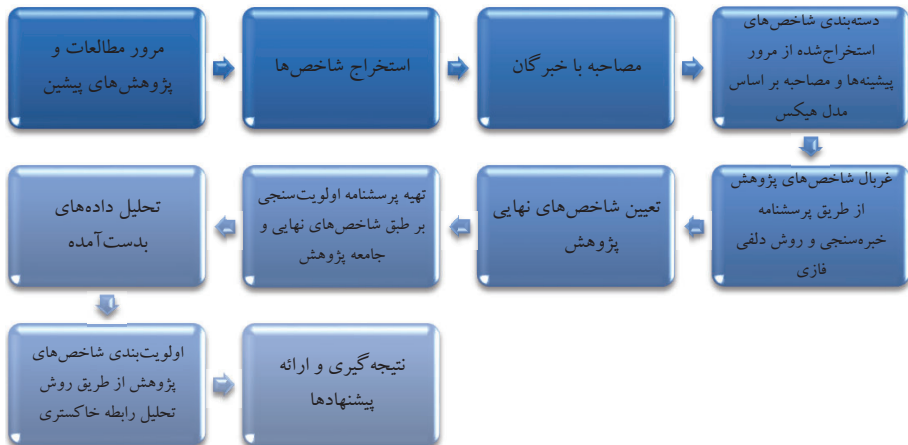 مرور مطالعات و
پژوهش‌های پیشین
استخراج شاخص‌ها
مصاحبه با خبرگان
دسته‌بندی شاخص‌های
استخراج‌شده از مرور
پیشینه‌ها و مصاحبه بر اساس
مدل هیکس
غربال شاخص‌های پژوهش
از طریق پرسشنامه
خبره‌سنجی و روش دلفی
فازی
تعیین شاخص‌های نهایی
پژوهش
تهیه پرسشنامه اولویت‌سنجی
بر طبق شاخص‌های نهایی و
جامعه پژوهش
تحلیل داده‌های
بدست‌آمده
اولویت‌بندی شاخص‌های
پژوهش از طریق روش
تحلیل رابطه خاکستری
نتیجه‌گیری و ارائه
پیشنهادها